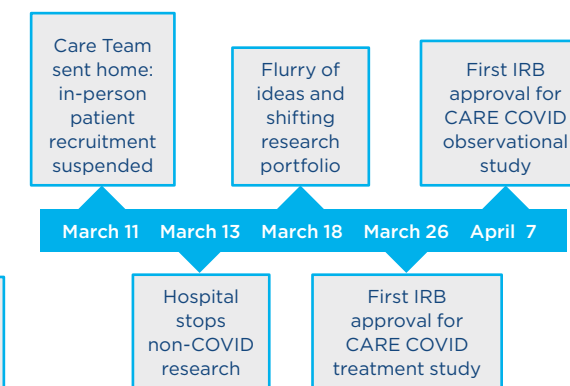 Care Team
sent home:
in-person
patient
recruitment
suspended
Flurry of
ideas and
shifting
research
portfolio
First IRB
approval for
CARE COVID
observational
study
March 11 March 13 March 18 March 26 April 7
Hospital
stops
non-COVID
research
First IRB
approval for
CARE COVID
treatment study